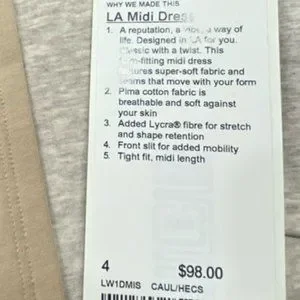 WHY WE MADE THIS
LA Midi Dress
1. A reputation, a vibe, a way of
life. Designed in LA for you.
Classic with a twist. This
fitting midi dress
features super-soft fabric and
seams that move with your form
2. Pima cotton fabric is
breathable and soft against
your skin
3. Added Lycra® fibre for stretch
and shape retention
4. Front slit for added mobility
5. Tight fit, midi length
4 $98.00
LW1DMIS CAUL/HECS